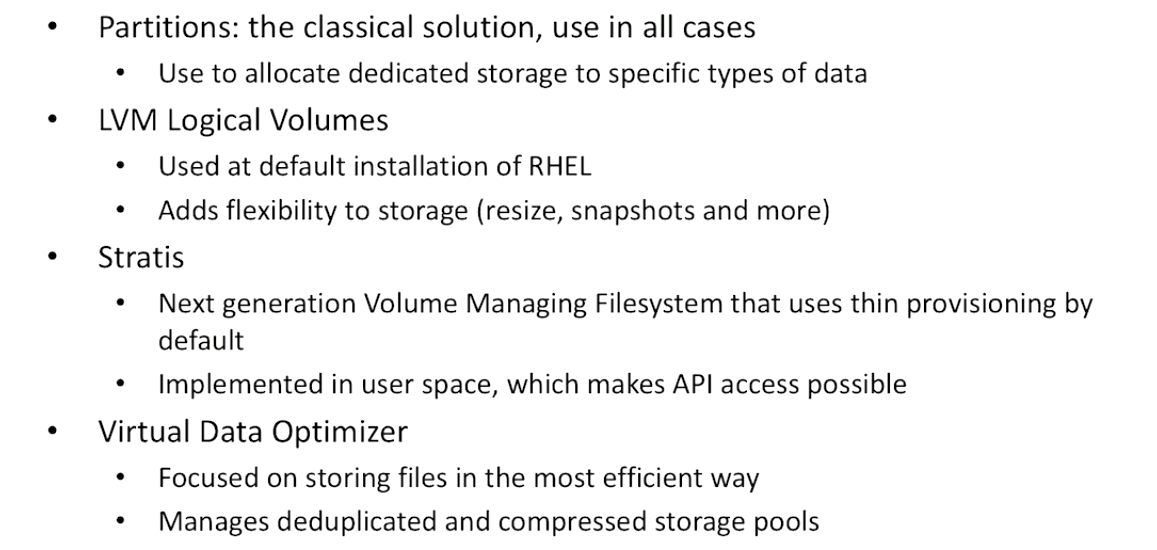 • Partitions: the classical solution, use in all cases
• Use to allocate dedicated storage to specific types of data
• LVM Logical Volumes
• Used at default installation of RHEL
• Adds flexibility to storage (resize, snapshots and more)
• Stratis
• Next generation Volume Managing Filesystem that uses thin provisioning by
default
• Implemented in user space, which makes API access possible
• Virtual Data Optimizer
• Focused on storing files in the most efficient way
• Manages deduplicated and compressed storage pools